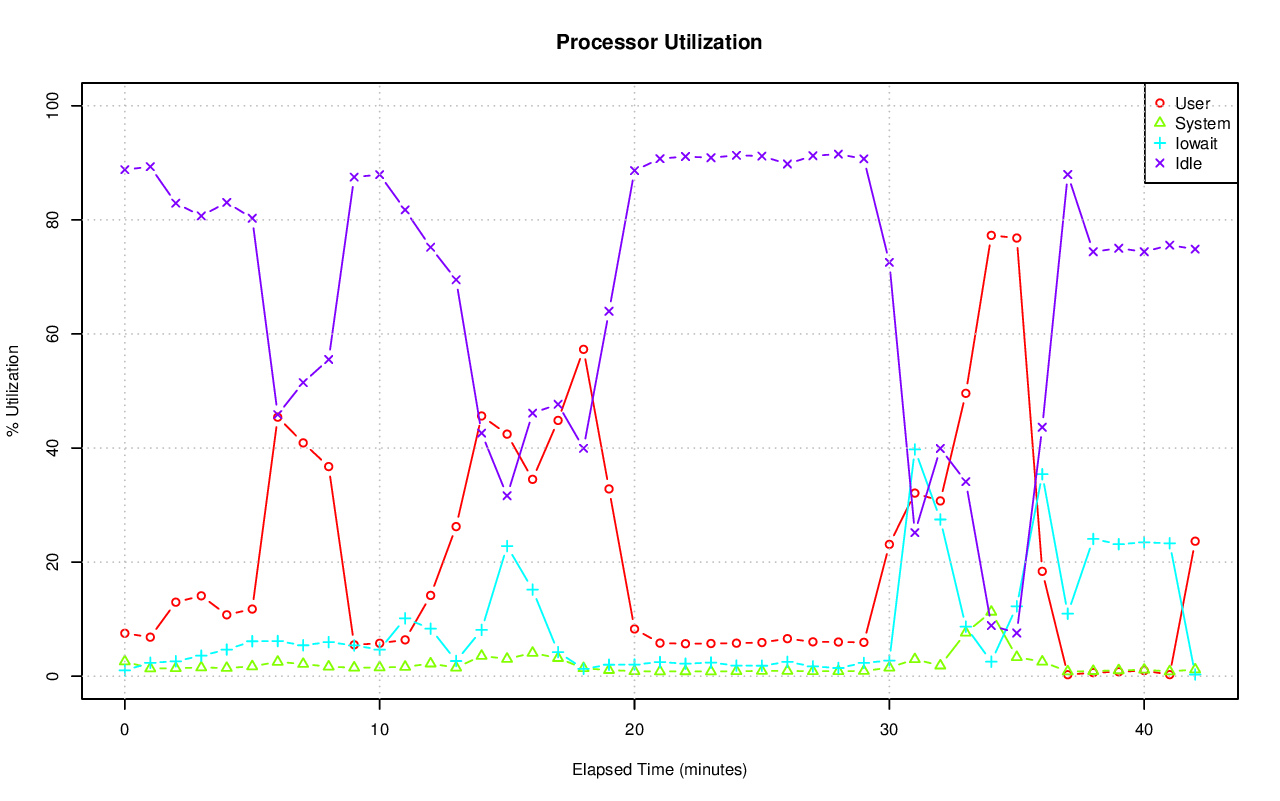 Processor Utilization
% Utilization
100
80
60
40
20
0
User
System
Iowait
Idle
0 10 20 30 40
Elapsed Time (minutes)